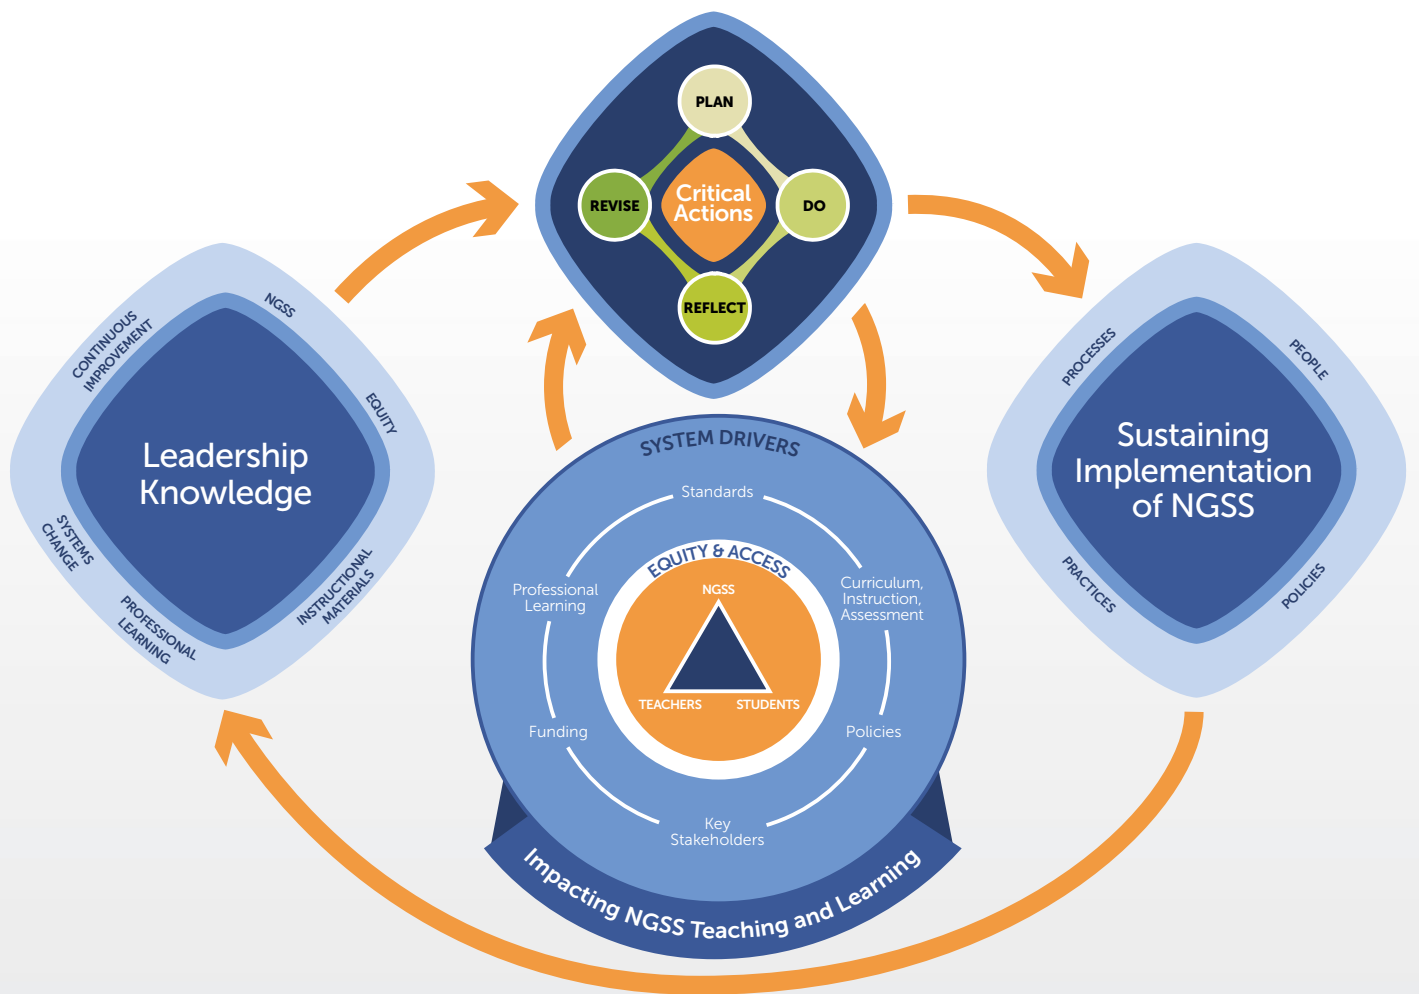 PLAN
REVISE
Critical
Actions
DO
REFLECT
CONTINUOUS
IMPROVEMENT
NGSS
EQUITY
Leadership
Knowledge
SYSTEMS
CHANGE
PROFESSIONAL
LEARNING
INSTRUCTIONAL
MATERIALS
PROCESSES
PEOPLE
Sustaining
Implementation
of NGSS
PRACTICES
POLICIES
SYSTEM DRIVERS
Standards
Professional
Learning
Curriculum,
Instruction,
Assessment
Funding
Policies
Key
Stakeholders
EQUITY & ACCESS
NGSS
TEACHERS
STUDENTS
Impacting NGSS Teaching and Learning